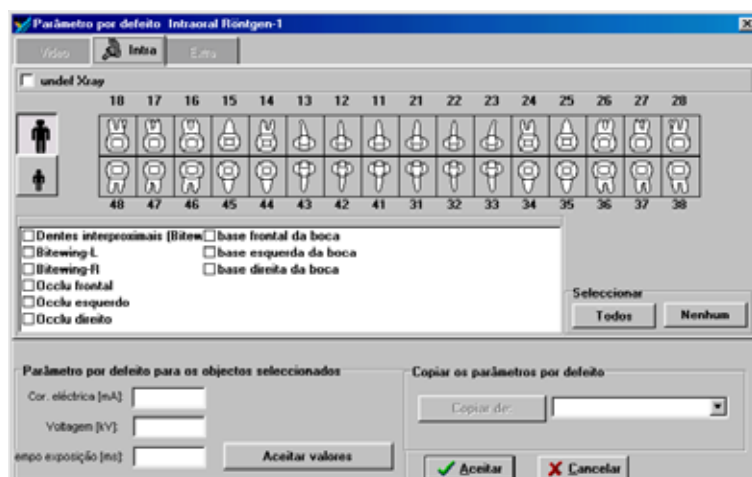 Parâmetro por defeito Intraoral Röntgen-1
Video Intra Extra
undef Xray
18 17 16 15 14 13 12 11 21 22 23 24 25 26 27 28
48 47 46 45 44 43 42 41 31 32 33 34 35 36 37 38
Dentes interproximais (Bitew base frontal da boca
Bitewing-L base esquerda da boca
Bitewing-R base direita da boca
Occlu frontal
Occlu esquerdo
Occlu direito
Seleccionar
Todos Nenhum
Parâmetro por defeito para os objectos seleccionados
Copiar os parâmetros por defeito
Cor. eléctrica [mA]:
Copiar de:
Voltagem [kV]:
empo exposição [ms]:
Aceitar valores
Aceitar Cancelar